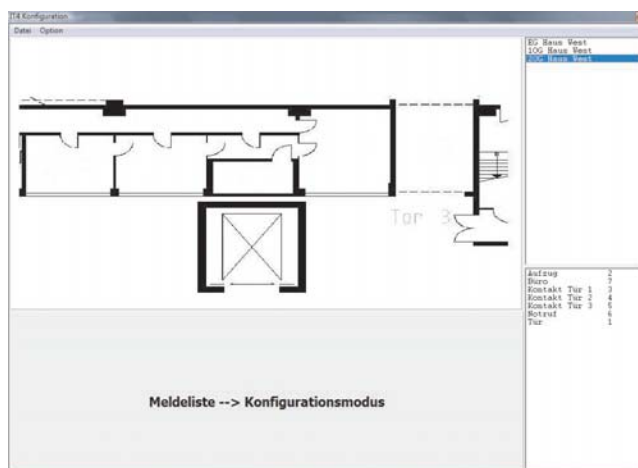 IT4 Konfiguration
Datei Option
EG Haus West
1OG Haus West
2OG Haus West
Tor 3
Aufzug 2
Büro 7
Kontakt Tür 1 3
Kontakt Tür 2 4
Kontakt Tür 3 5
Notruf 6
Tür 1
Meldeliste --> Konfigurationsmodus